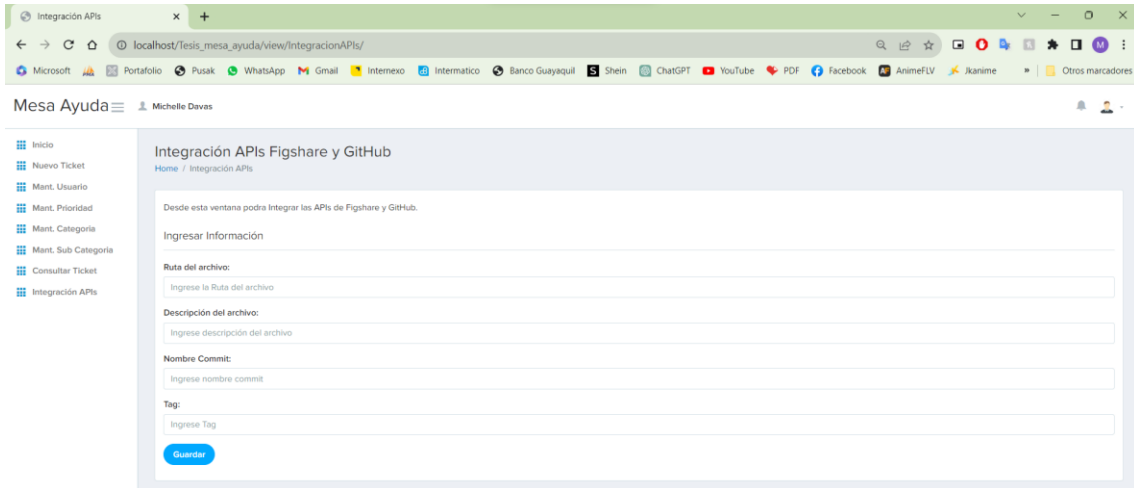 Integración APIs
localhost/Tesis_mesa_ayuda/view/IntegracionAPIs/
Microsoft Portafolio Pusak WhatsApp Gmail Internexo Intermatico Banco Guayaquil Shein ChatGPT YouTube PDF Facebook AnimeFLV Jkanime » Otros marcadores
Mesa Ayuda Michelle Davas
Inicio
Nuevo Ticket
Mant. Usuario
Mant. Prioridad
Mant. Categoria
Mant. Sub Categoria
Consultar Ticket
Integración APIs
Integración APIs Figshare y GitHub
Home / Integración APIs
Desde esta ventana podra Integrar las APIs de Figshare y GitHub.
Ingresar Información
Ruta del archivo:
Ingrese la Ruta del archivo
Descripción del archivo:
Ingrese descripción del archivo
Nombre Commit:
Ingrese nombre commit
Tag:
Ingrese Tag
Guardar